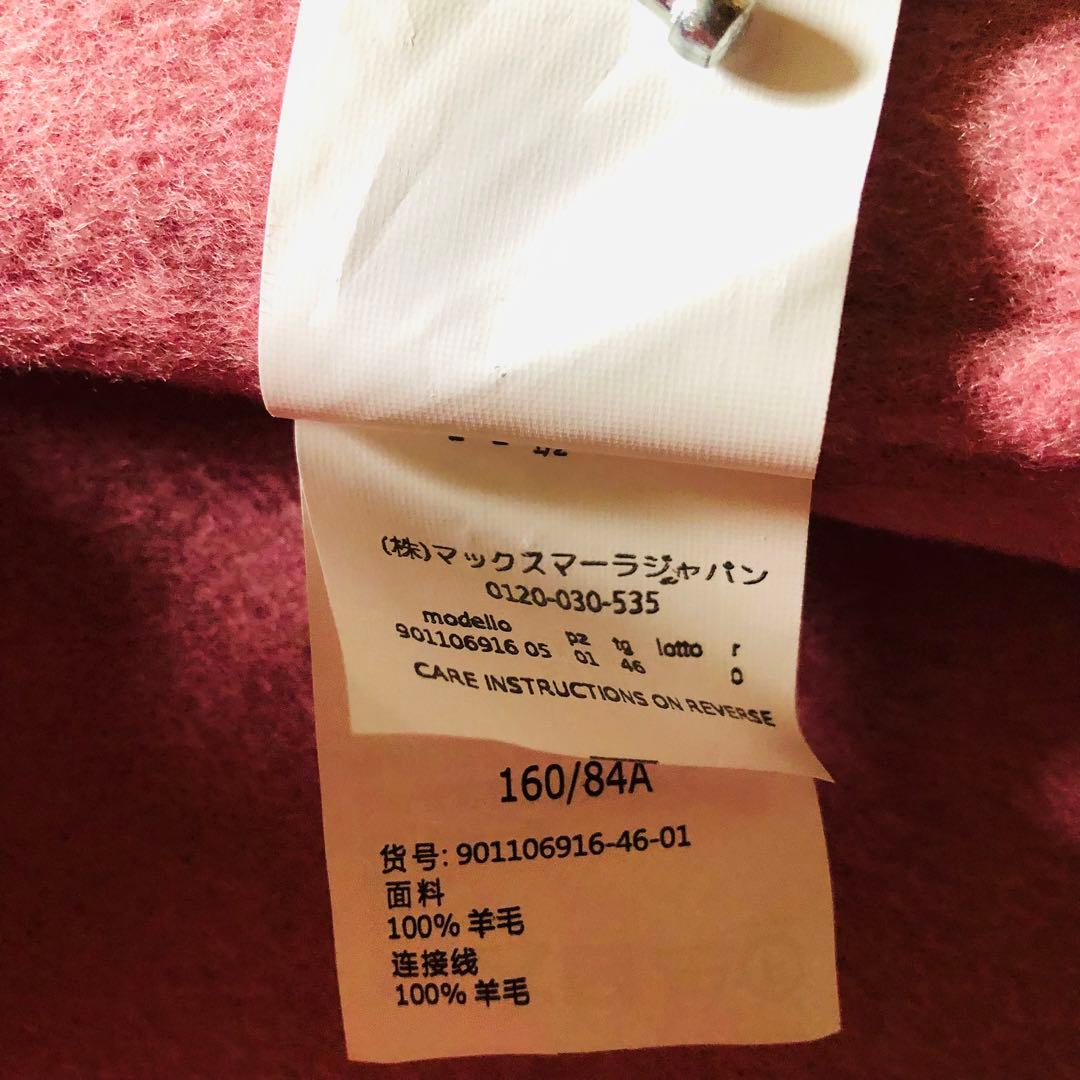 (株)マックスマーラジャパン
0120-030-535
modello pz tg lotto r
901106916 05 01 46 0
CARE INSTRUCTIONS ON REVERSE
160/84A
货号: 901106916-46-01
面料
100% 羊毛
连接线
100% 羊毛